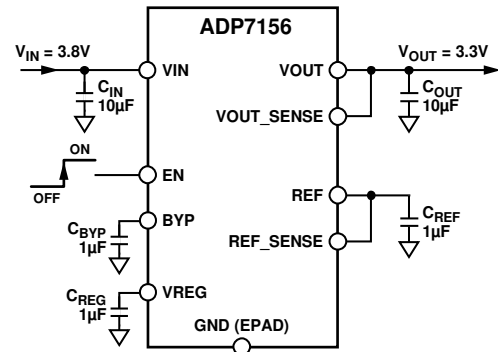 ADP7156
VIN = 3.8V
VIN
CIN
10µF
VOUT
VOUT = 3.3V
COUT
10µF
VOUT_SENSE
ON
OFF
EN
REF
CREF
1µF
BYP
CBYP
1µF
REF_SENSE
VREG
CREG
1µF
GND (EPAD)